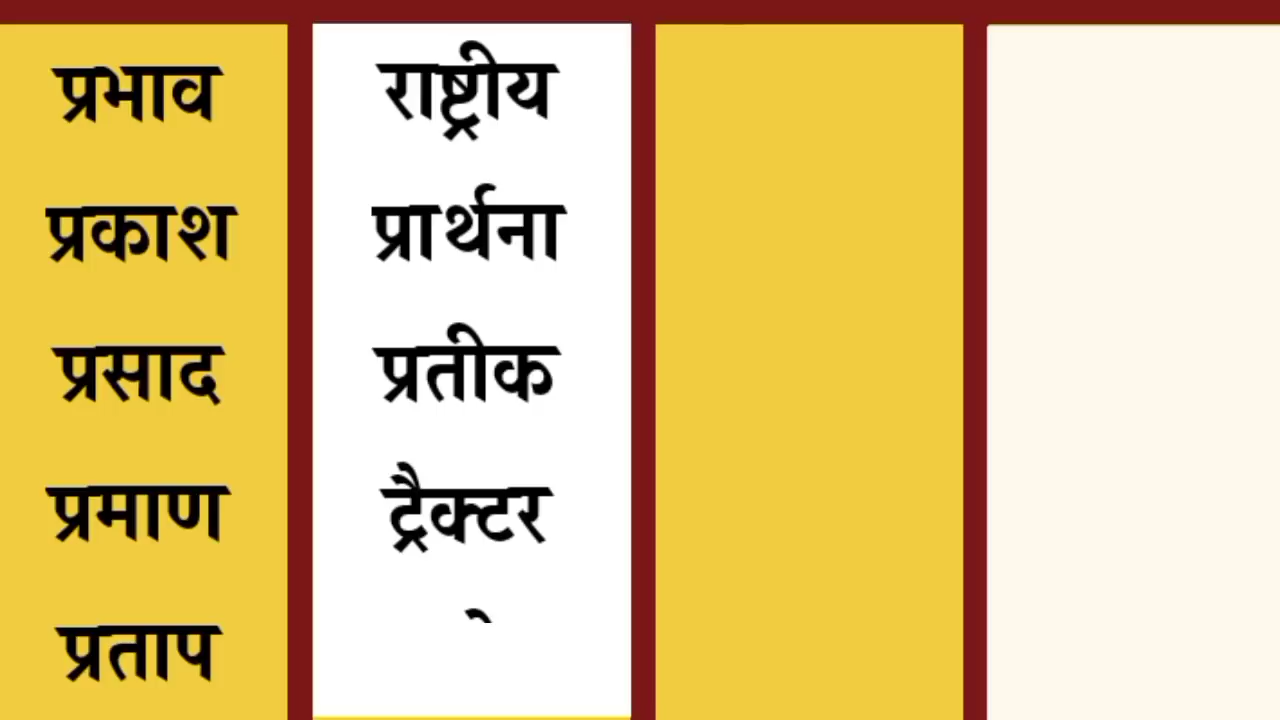 प्रभाव
प्रकाश
प्रसाद
प्रमाण
प्रताप
राष्ट्रीय
प्रार्थना
प्रतीक
ट्रैक्टर